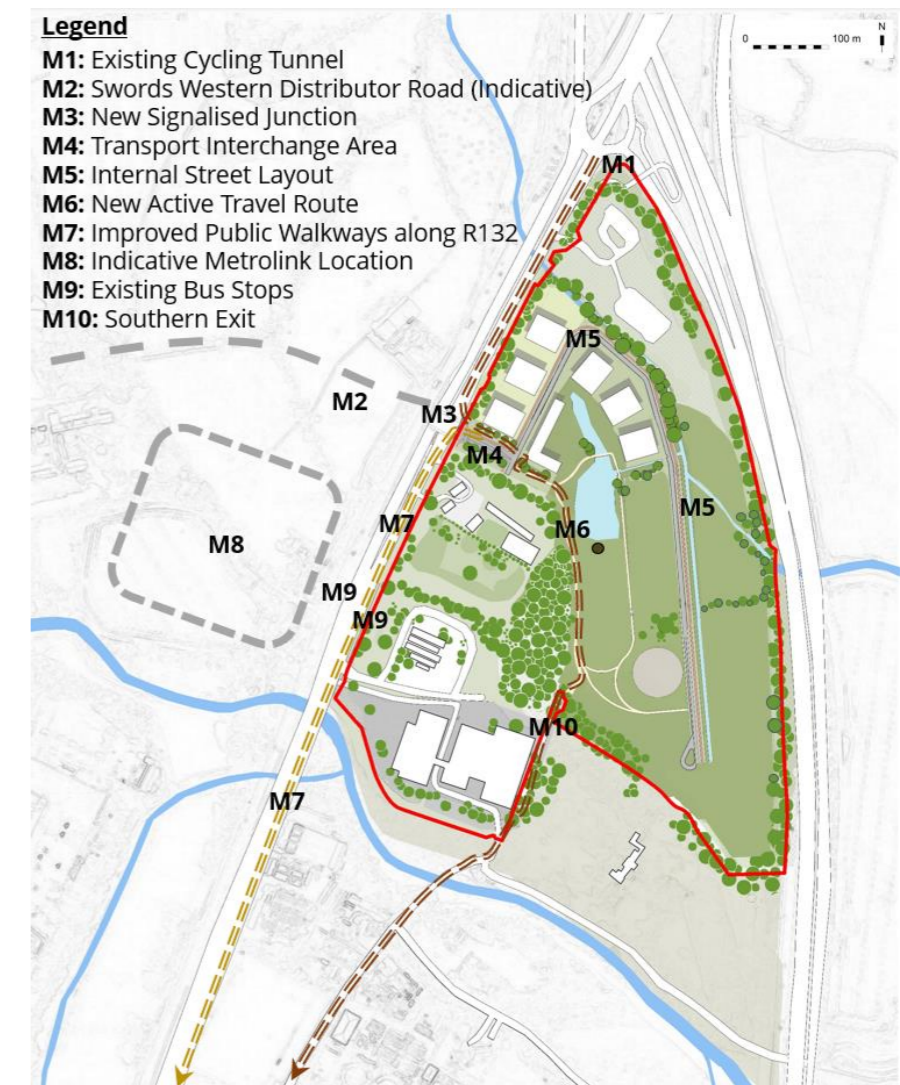 Legend
M1: Existing Cycling Tunnel
M2: Swords Western Distributor Road (Indicative)
M3: New Signalised Junction
M4: Transport Interchange Area
M5: Internal Street Layout
M6: New Active Travel Route
M7: Improved Public Walkways along R132
M8: Indicative Metrolink Location
M9: Existing Bus Stops
M10: Southern Exit
0 100 m
N
M1
M5
M2
M3
M4
M5
M7
M6
M8
M9
M9
M10
M7